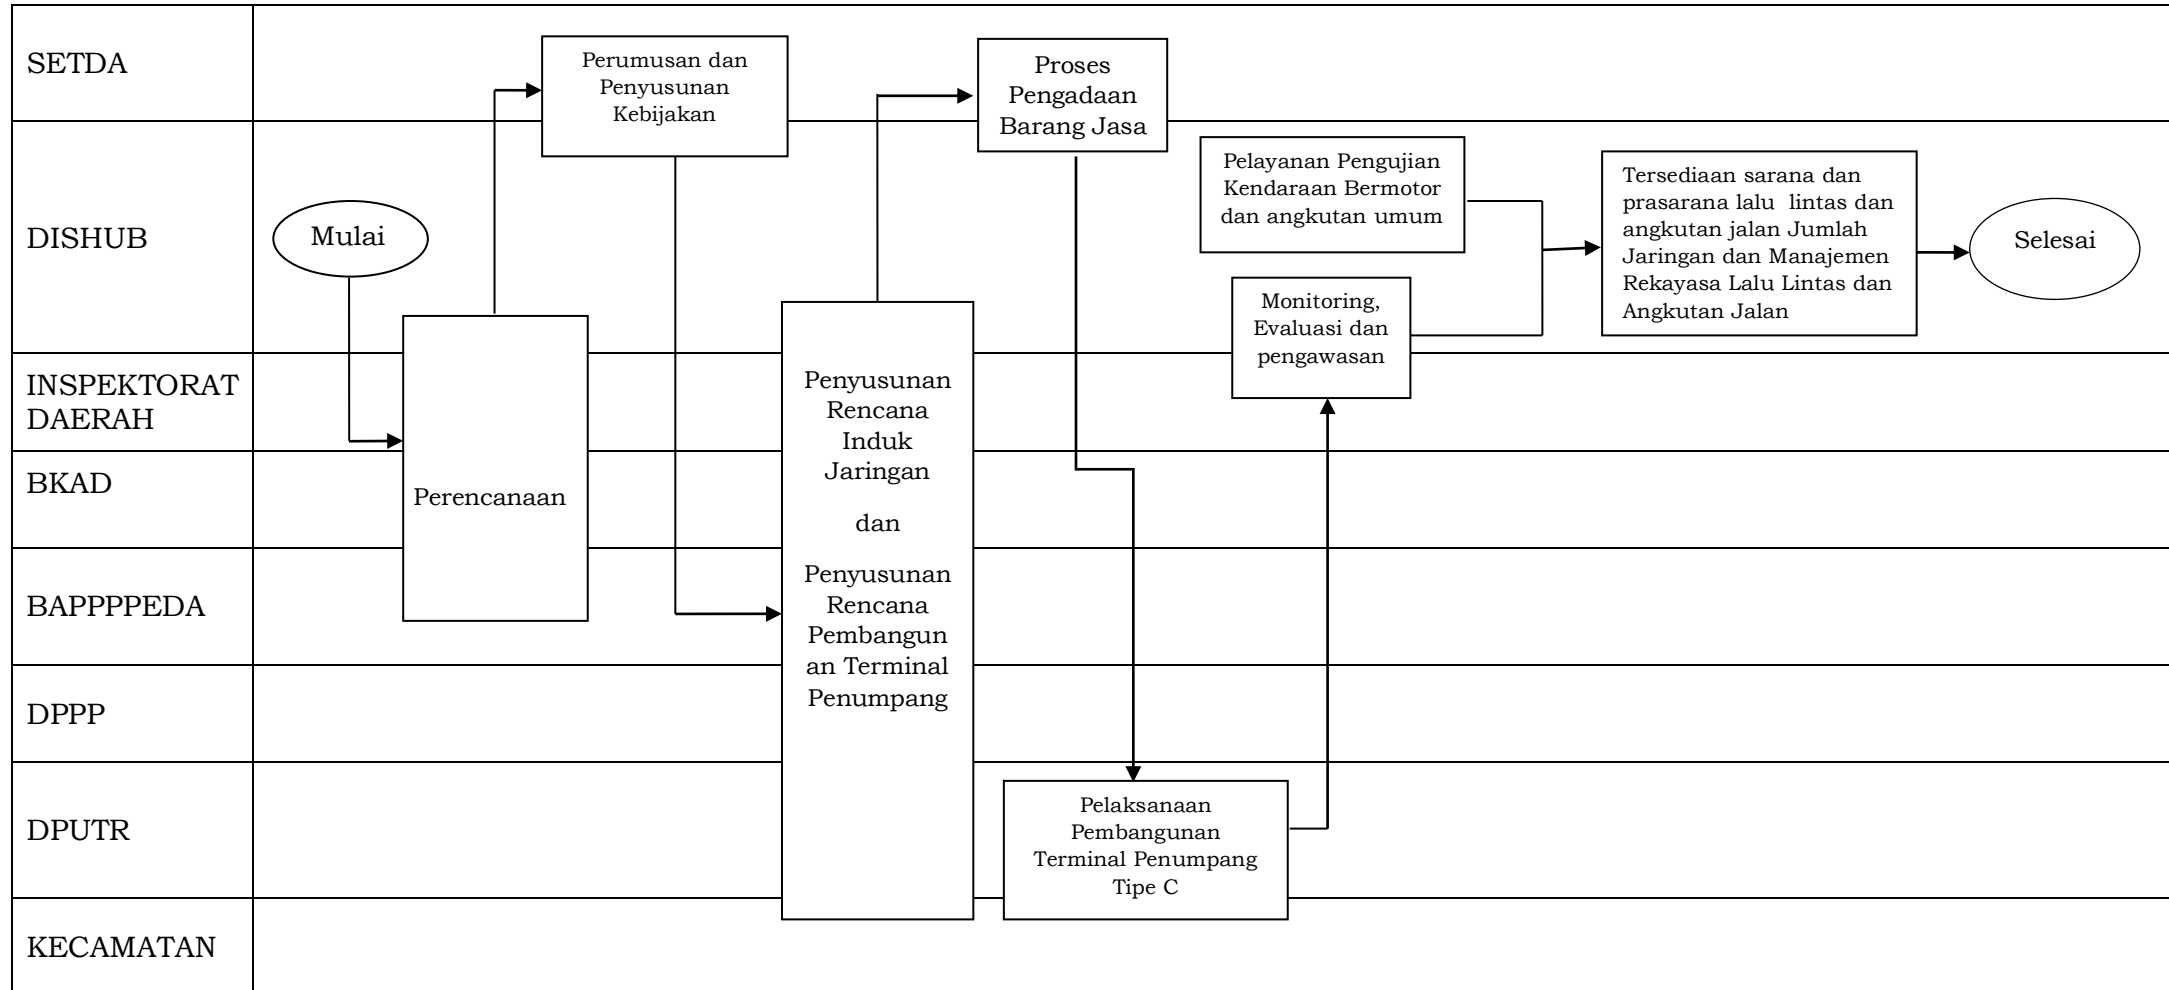 SETDA
Perumusan dan
Penyusunan
Kebijakan
Proses
Pengadaan
Barang Jasa
DISHUB
Mulai
Pelayanan Pengujian
Kendaraan Bermotor
dan angkutan umum
Tersediaan sarana dan
prasarana lalu lintas dan
angkutan jalan Jumlah
Jaringan dan Manajemen
Rekayasa Lalu Lintas dan
Angkutan Jalan
Selesai
Monitoring,
Evaluasi dan
pengawasan
INSPEKTORAT
DAERAH
BKAD
Perencanaan
Penyusunan
Rencana
Induk
Jaringan
dan
Penyusunan
Rencana
Pembangun
an Terminal
Penumpang
BAPPPPEDA
DPPP
DPUTR
Pelaksanaan
Pembangunan
Terminal Penumpang
Tipe C
KECAMATAN